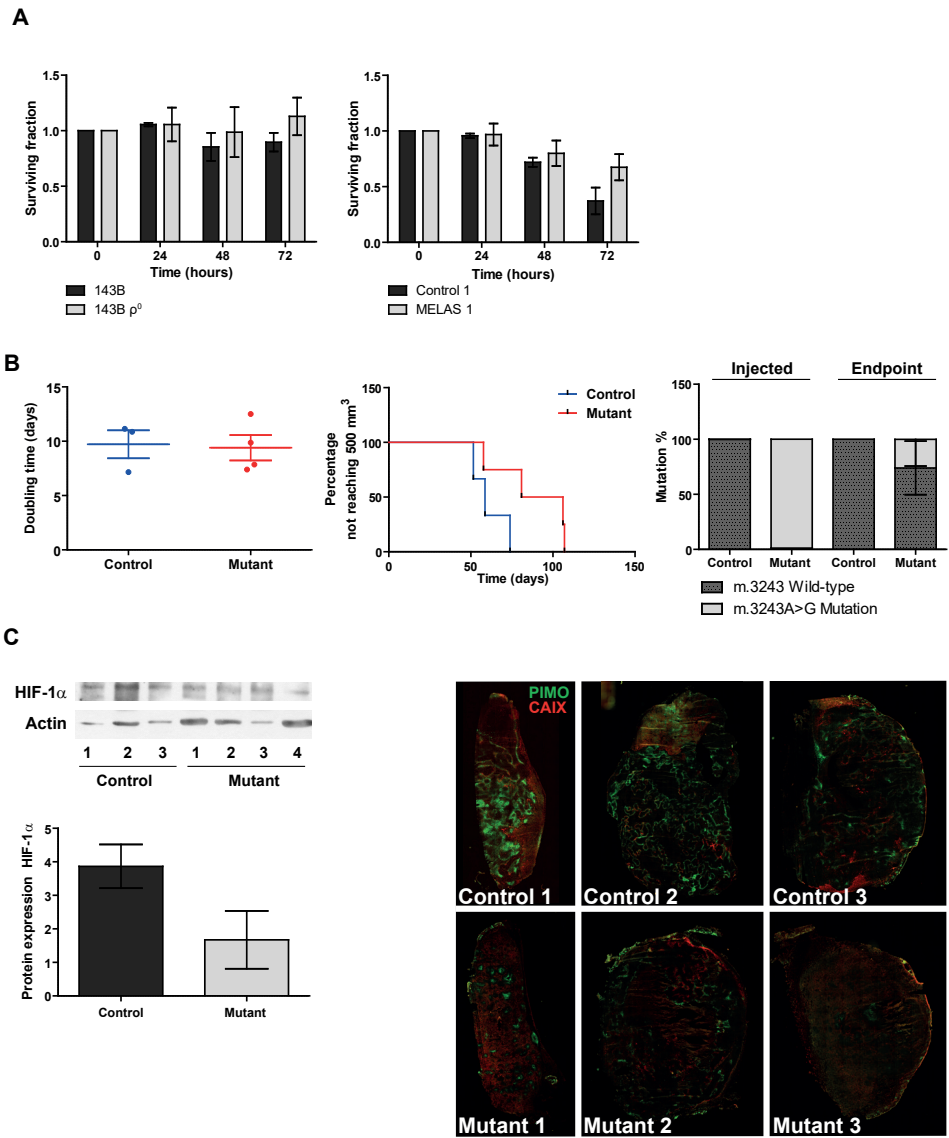 A
1.5
1.0
0.5
0.0
Surviving fraction
0 24 48 72
Time (hours)
143B
143B ρ⁰
1.5
1.0
0.5
0.0
Surviving fraction
0 24 48 72
Time (hours)
Control 1
MELAS 1
B
15
10
5
0
Doubling time (days)
Control Mutant
150
100
50
0
Percentage
not reaching 500 mm³
0 50 100 150
Time (days)
Control
Mutant
Injected Endpoint
150
100
50
0
Mutation %
Control Mutant Control Mutant
m.3243 Wild-type
m.3243A>G Mutation
C
HIF-1α
Actin
1 2 3 1 2 3 4
Control Mutant
5
4
3
2
1
0
Protein expression HIF-1α
Control Mutant
PIMO
CAIX
Control 1 Control 2 Control 3
Mutant 1 Mutant 2 Mutant 3